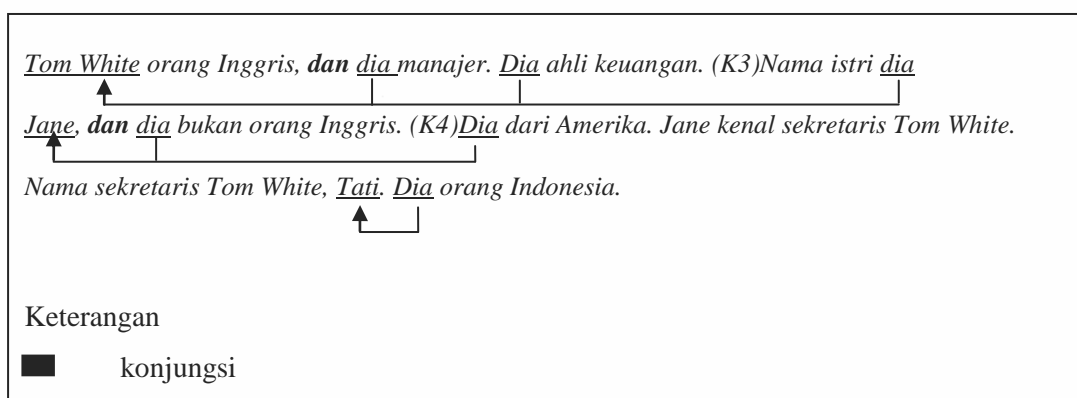 Tom White orang Inggris, dan dia manajer. Dia ahli keuangan. (K3)Nama istri dia
Jane, dan dia bukan orang Inggris. (K4)Dia dari Amerika. Jane kenal sekretaris Tom White.
Nama sekretaris Tom White, Tati. Dia orang Indonesia.
Keterangan
konjungsi